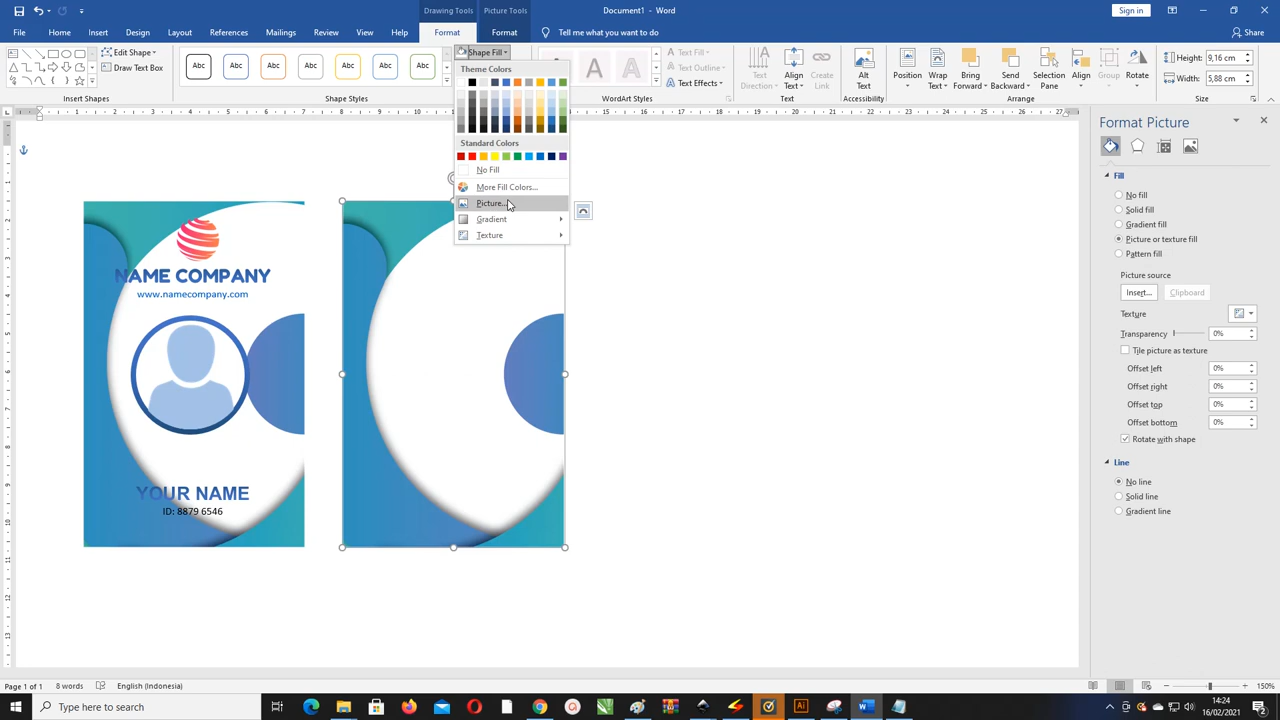 Drawing Tools Picture Tools Document1 - Word Sign in
File Home Insert Design Layout References Mailings Review View Help Format Format Tell me what you want to do Share
Edit Shape
Draw Text Box
Insert Shapes
Abc Abc Abc Abc Abc Abc Abc
Shape Styles
Shape Fill
Theme Colors
Standard Colors
No Fill
More Fill Colors...
Picture...
Gradient
Texture
A A
WordArt Styles
Text Fill
Text Outline
Text Effects
Text Direction
Align Text
Create Link
Text
Alt Text
Accessibility
Position
Wrap Text
Bring Forward
Send Backward
Selection Pane
Align
Group
Rotate
Arrange
Height: 9,16 cm
Width: 5,88 cm
Size
NAME COMPANY
www.namecompany.com
YOUR NAME
ID: 8879 6546
Format Picture
Fill
No fill
Solid fill
Gradient fill
Picture or texture fill
Pattern fill
Picture source
Insert... Clipboard
Texture
Transparency 0%
Tile picture as texture
Offset left 0%
Offset right 0%
Offset top 0%
Offset bottom 0%
Rotate with shape
Line
No line
Solid line
Gradient line
Page 1 of 1 8 words English (Indonesia) 150%
Type here to search
14:24
16/02/2021